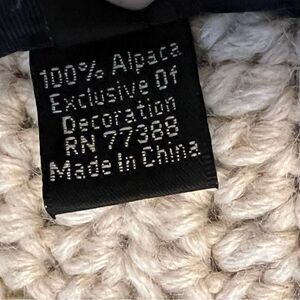 100% Alpaca
Exclusive Of
Decoration
RN 77388
Made In China